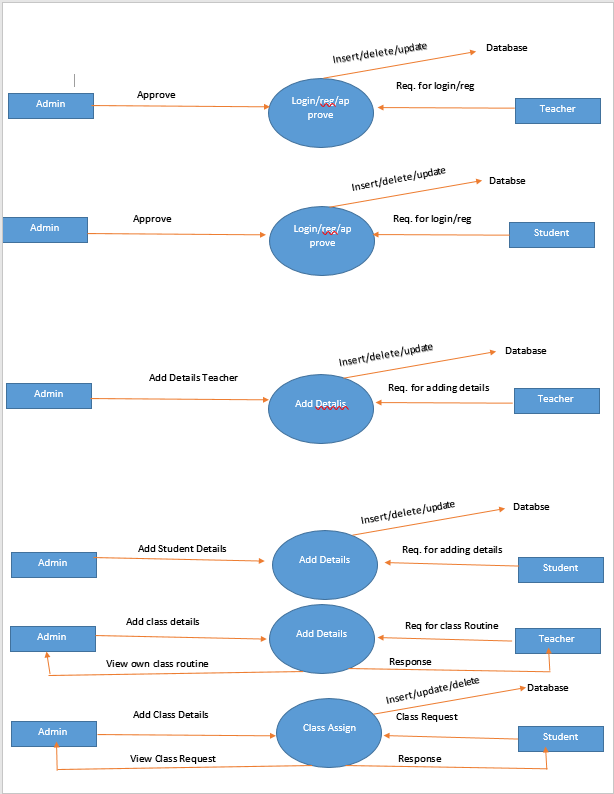 Insert/delete/update
Database
Admin
Approve
Login/reg/ap
prove
Req. for login/reg
Teacher
Insert/delete/update
Databse
Admin
Approve
Login/reg/ap
prove
Req. for login/reg
Student
Insert/delete/update
Database
Admin
Add Details Teacher
Add Details
Req. for adding details
Teacher
Insert/delete/update
Databse
Admin
Add Student Details
Add Details
Req. for adding details
Student
Admin
Add class details
Add Details
Req for class Routine
Teacher
View own class routine
Response
Insert/update/delete
Database
Admin
Add Class Details
Class Assign
Class Request
Student
View Class Request
Response